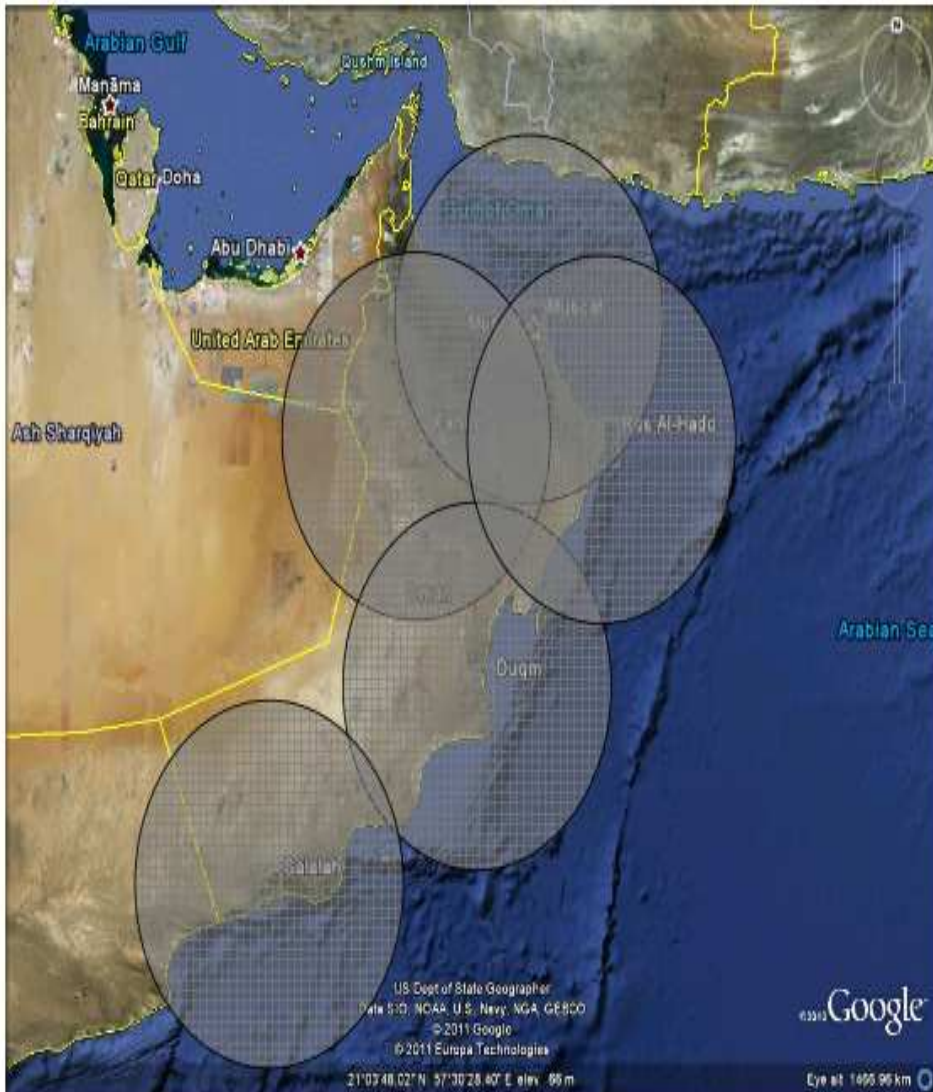 N
Arabian Gulf
Qushm Island
Manāma
Bahrain
Qatar Doha
Abu Dhabi
United Arab Emirates
Ash Sharqiyah
Ras Al-Hadd
Arabian Sea
Duqm
Salalah
US Dept of State Geographer
Data SIO, NOAA, U.S. Navy, NGA, GEBCO
© 2011 Google
© 2011 Europa Technologies
©2010 Google
21°03'48.02" N 57°30'28.40" E elev 66 m
Eye alt 1466.96 km